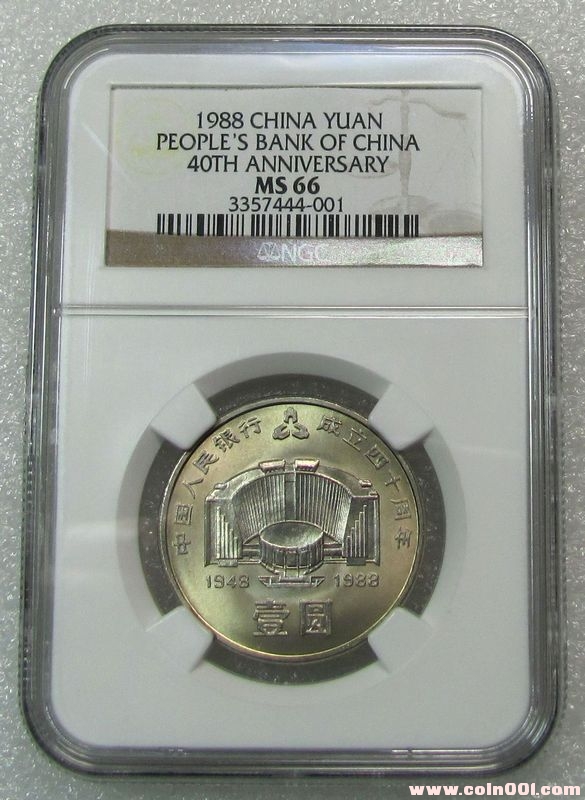 1988 CHINA YUAN
PEOPLE'S BANK OF CHINA
40TH ANNIVERSARY
MS 66
3357444-001
NGC
中国人民银行 成立四十周年
1948 1988
壹圆
www.coin001.com